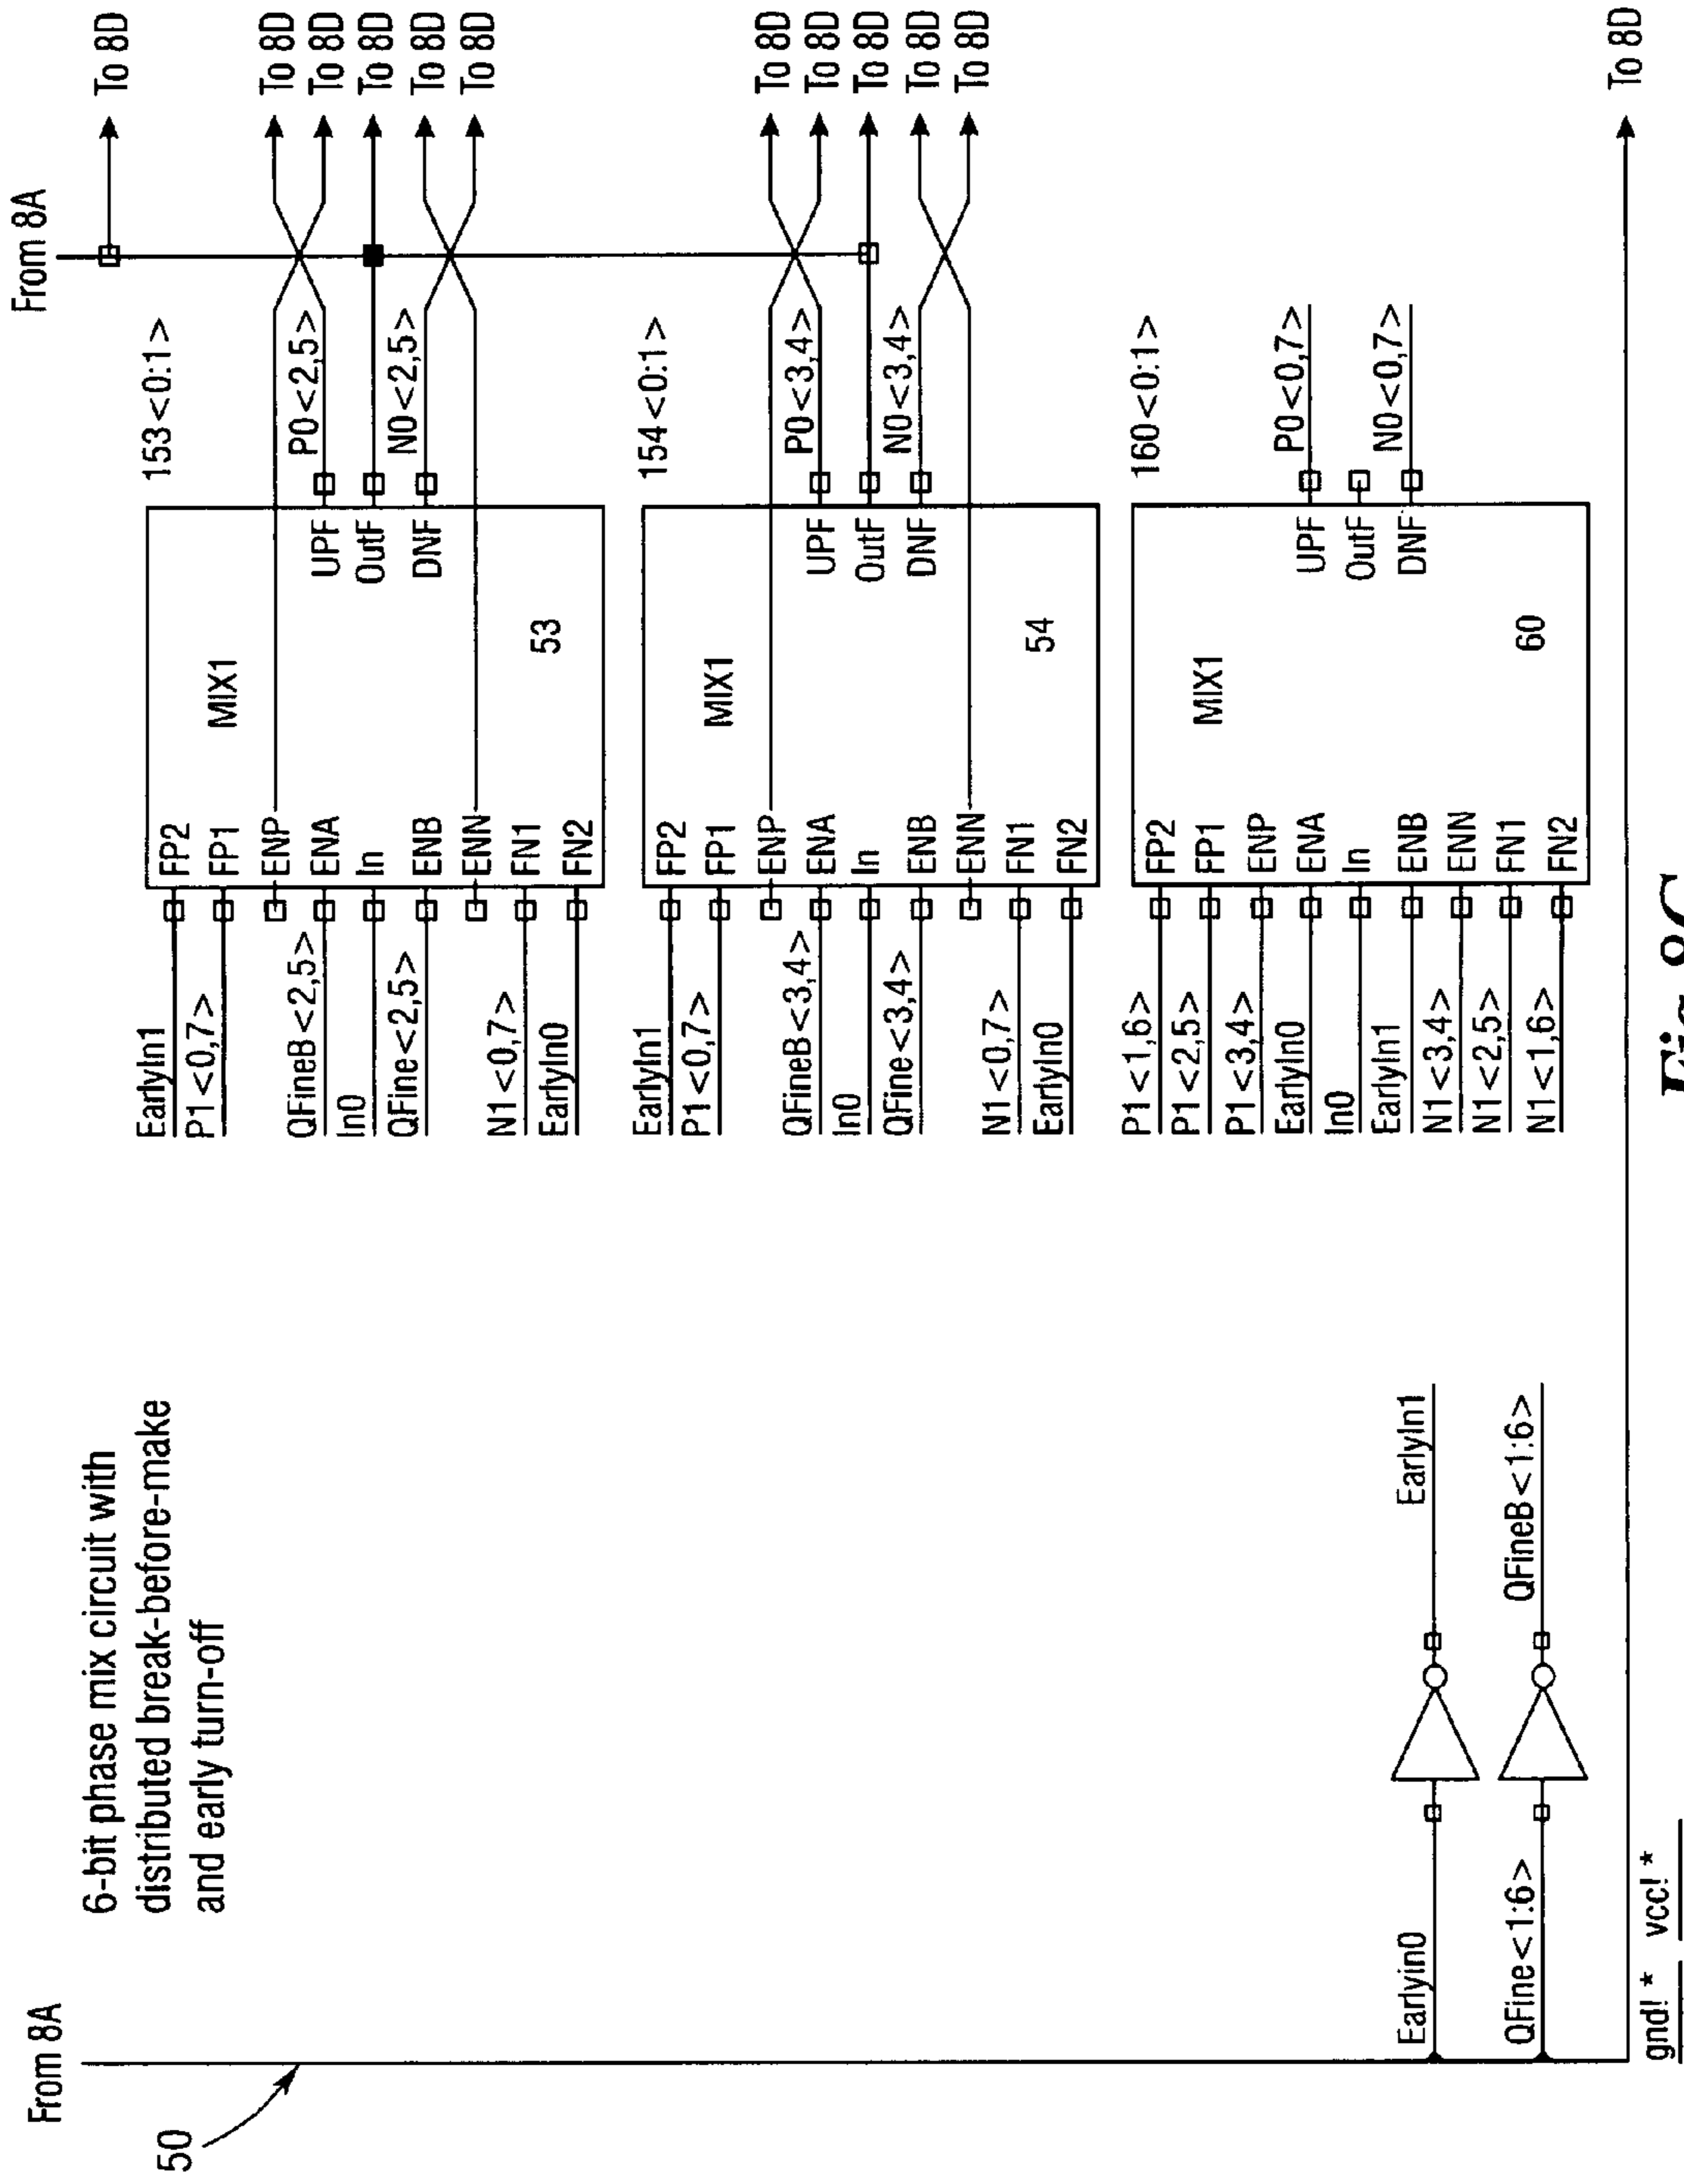 From 8A
50
6-bit phase mix circuit with
distributed break-before-make
and early turn-off
From 8A
To 8D
153<0:1>
EarlyIn1
P1<0,7>
QFineB<2,5>
In0
QFine<2,5>
N1<0,7>
EarlyIn0
FP2
FP1
ENP
ENA
In
ENB
ENN
FN1
FN2
MIX1
53
UPF
OutF
DNF
P0<2,5>
N0<2,5>
To 8D
To 8D
To 8D
To 8D
To 8D
154<0:1>
EarlyIn1
P1<0,7>
QFineB<3,4>
In0
QFine<3,4>
N1<0,7>
EarlyIn0
FP2
FP1
ENP
ENA
In
ENB
ENN
FN1
FN2
MIX1
54
UPF
OutF
DNF
P0<3,4>
N0<3,4>
To 8D
To 8D
To 8D
To 8D
To 8D
160<0:1>
P1<1,6>
P1<2,5>
P1<3,4>
EarlyIn0
In0
EarlyIn1
N1<3,4>
N1<2,5>
N1<1,6>
FP2
FP1
ENP
ENA
In
ENB
ENN
FN1
FN2
MIX1
60
UPF
OutF
DNF
P0<0,7>
N0<0,7>
Earlyin0
EarlyIn1
QFine<1:6>
QFineB<1:6>
To 8D
gnd! * vcc! *
Fig. 8C